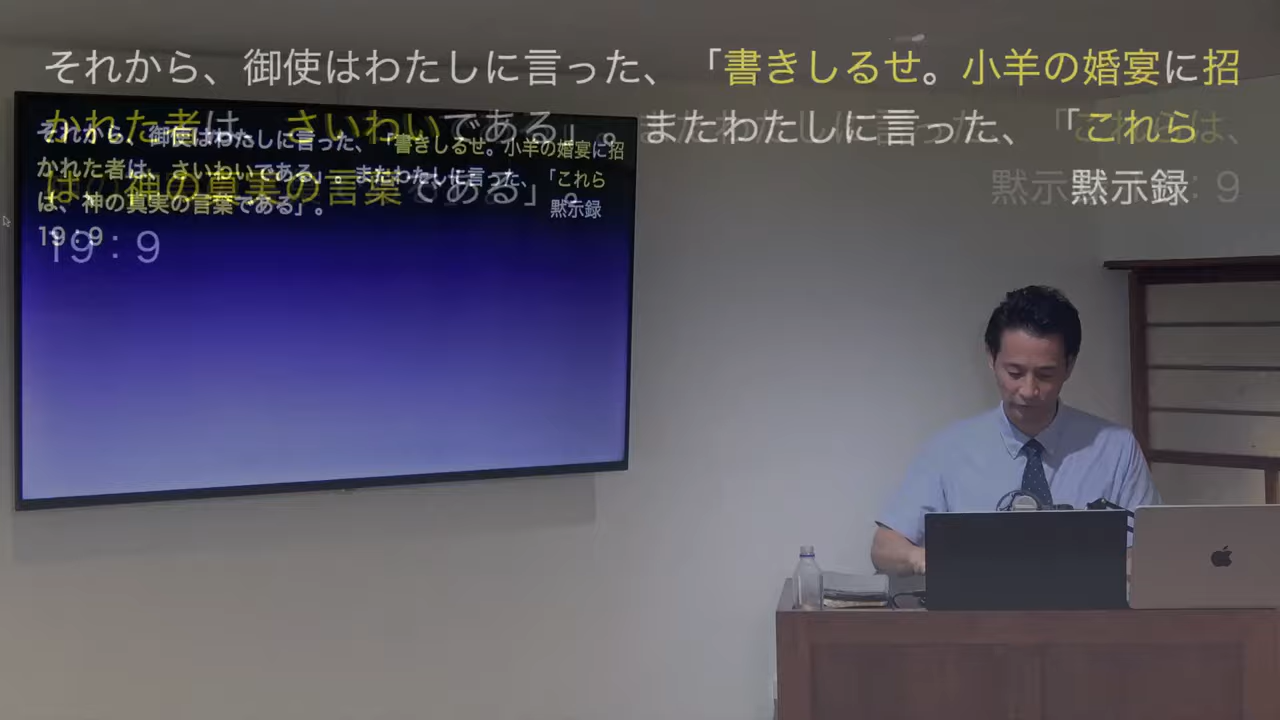 それから、御使はわたしに言った、「書きしるせ。小羊の婚宴に招
かれた者は、さいわいである」。またわたしに言った、「これら
は、神の真実の言葉である」。
黙示録
19：9
それから、御使はわたしに言った、「書きしるせ。小羊の婚宴に招
かれた者は、さいわいである」。またわたしに言った、「これら
は、神の真実の言葉である」。
黙示録
19：9